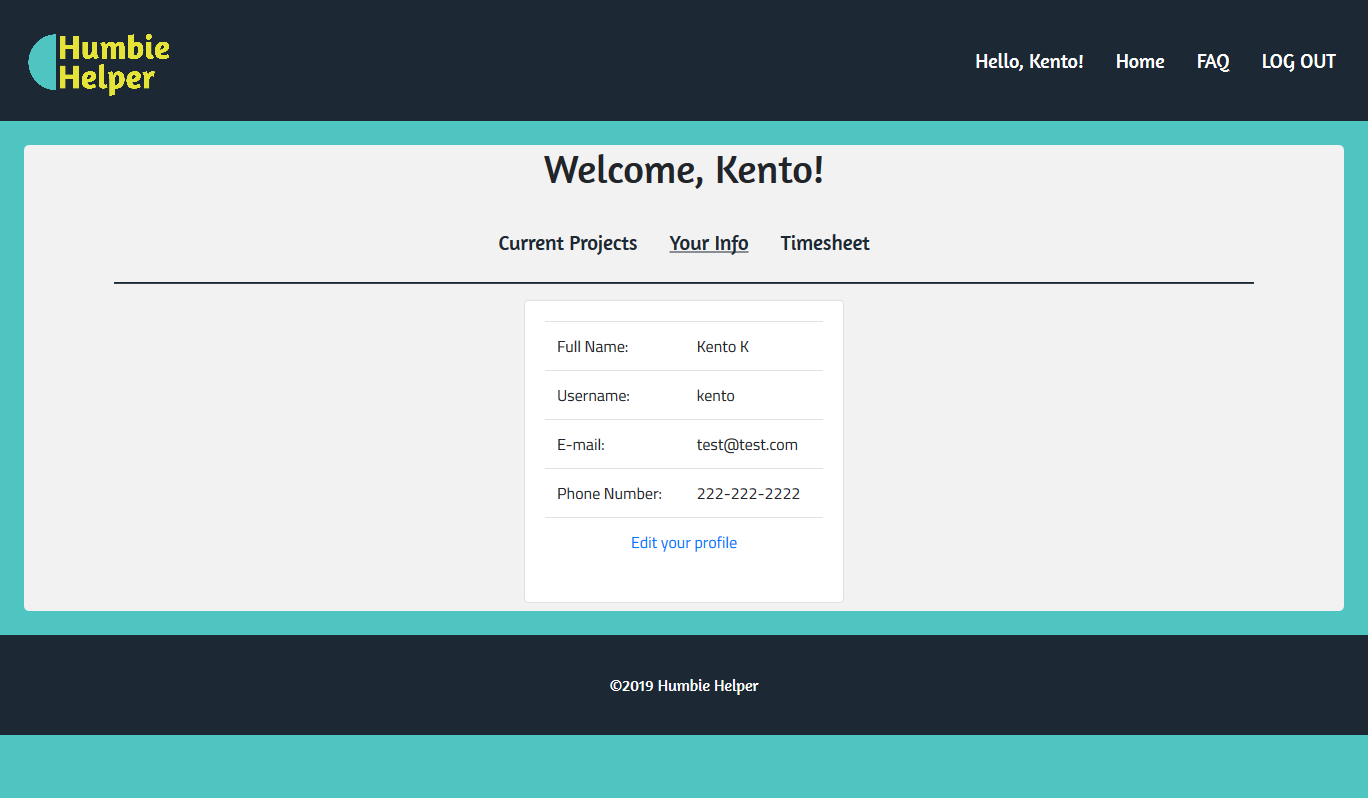 Humbie
Helper
Hello, Kento! Home FAQ LOG OUT
Welcome, Kento!
Current Projects Your Info Timesheet
Full Name: Kento K
Username: kento
E-mail: test@test.com
Phone Number: 222-222-2222
Edit your profile
©2019 Humbie Helper